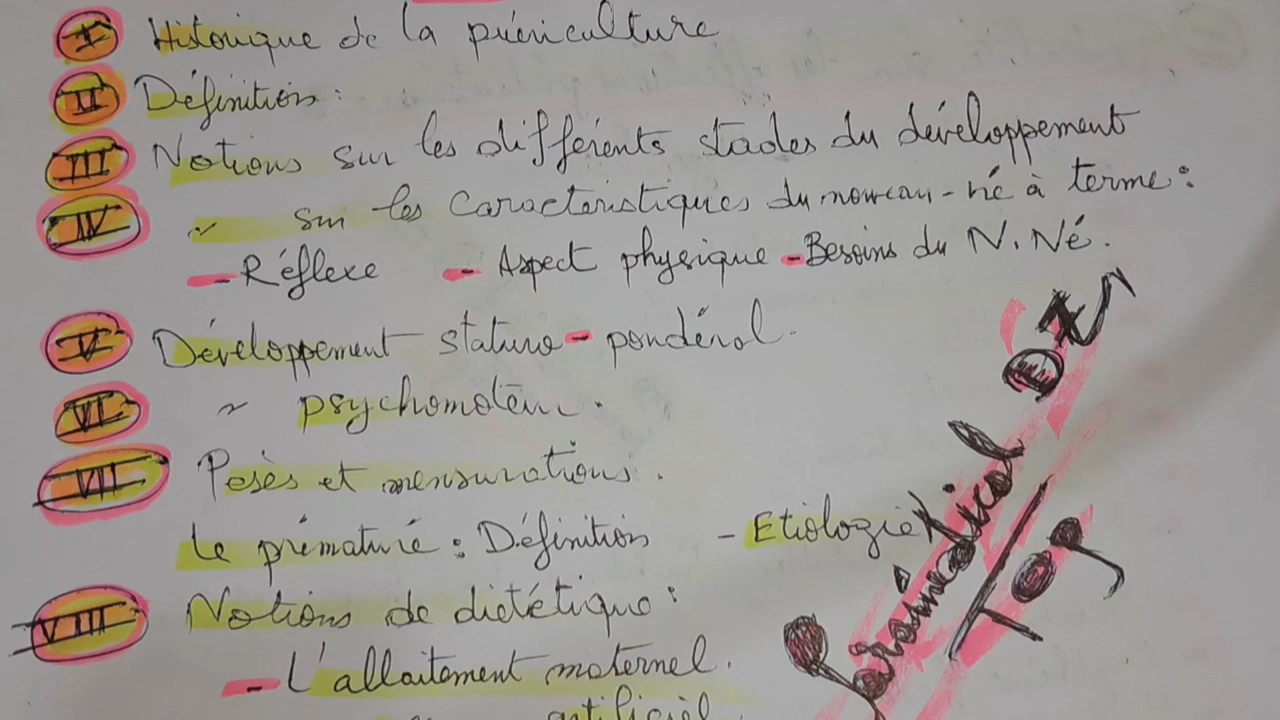 I Historique de la puériculture
II Définition :
III Notions sur les différents stades du développement
IV " sur les caractéristiques du nouveau-né à terme :
- Réflexe - Aspect physique - Besoins du N.Né.
V Développement staturo-pondéral.
VI " psychomoteur.
VII Pesés et mensurations.
Le prématuré : Définition - Etiologie
VIII Notions de diététique :
- L'allaitement maternel.
" artificiel.